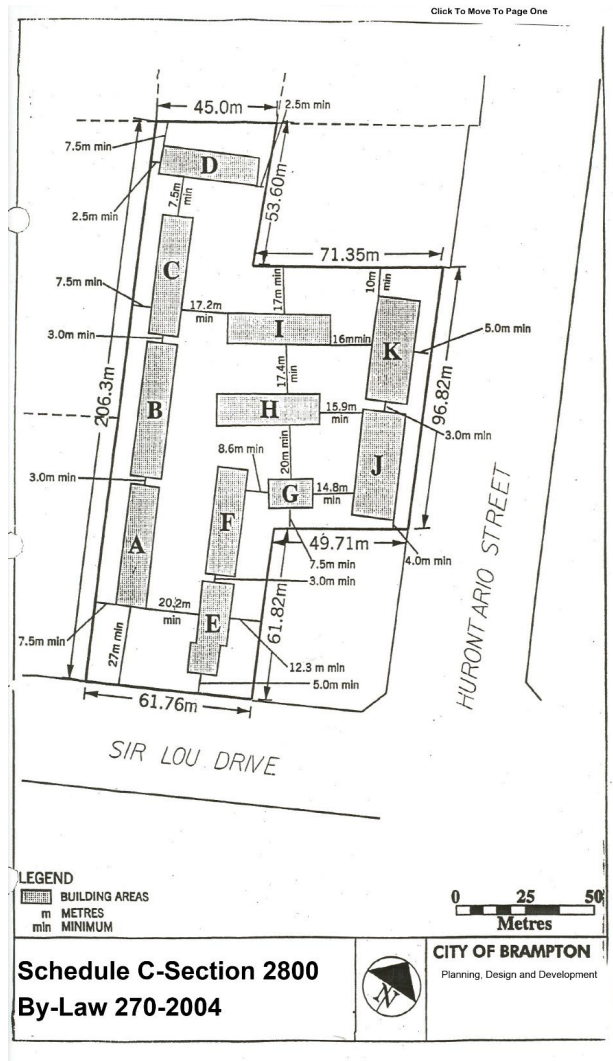 Click To Move To Page One
45.0m
2.5m min
7.5m min
D
2.5m min
7.5m min
53.60m
71.35m
C
7.5m min
17.2m min
17m min
10m min
I
16mmin
K
5.0m min
3.0m min
206.3m
B
17.4m min
H
15.9m min
96.82m
3.0m min
8.6m min
20m min
J
3.0m min
G
14.8m min
F
A
49.71m
4.0m min
7.5m min
3.0m min
20.2m min
E
61.82m
7.5m min
27m min
12.3 m min
5.0m min
61.76m
HURONTARIO STREET
SIR LOU DRIVE
LEGEND
BUILDING AREAS
m METRES
min MINIMUM
0 25 50
Metres
Schedule C-Section 2800
By-Law 270-2004
N
CITY OF BRAMPTON
Planning, Design and Development